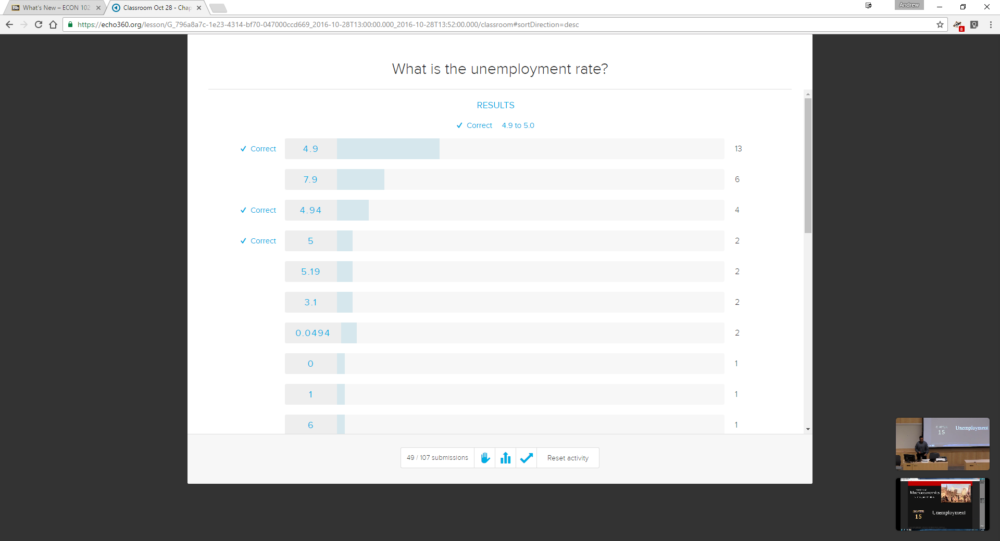 What's New – ECON 102
Classroom Oct 28 - Chap
Andrew
https://echo360.org/lesson/G_796a8a7c-1e23-4314-bf70-047000ccd669_2016-10-28T13:00:00.000_2016-10-28T13:52:00.000/classroom#sortDirection=desc
8
What is the unemployment rate?
RESULTS
Correct 4.9 to 5.0
Correct 4.9 13
7.9 6
Correct 4.94 4
Correct 5 2
5.19 2
3.1 2
0.0494 2
0 1
1 1
6 1
49 / 107 submissions Reset activity
CHAPTER
15 Unemployment
Macroeconomics
CHAPTER
15 Unemployment